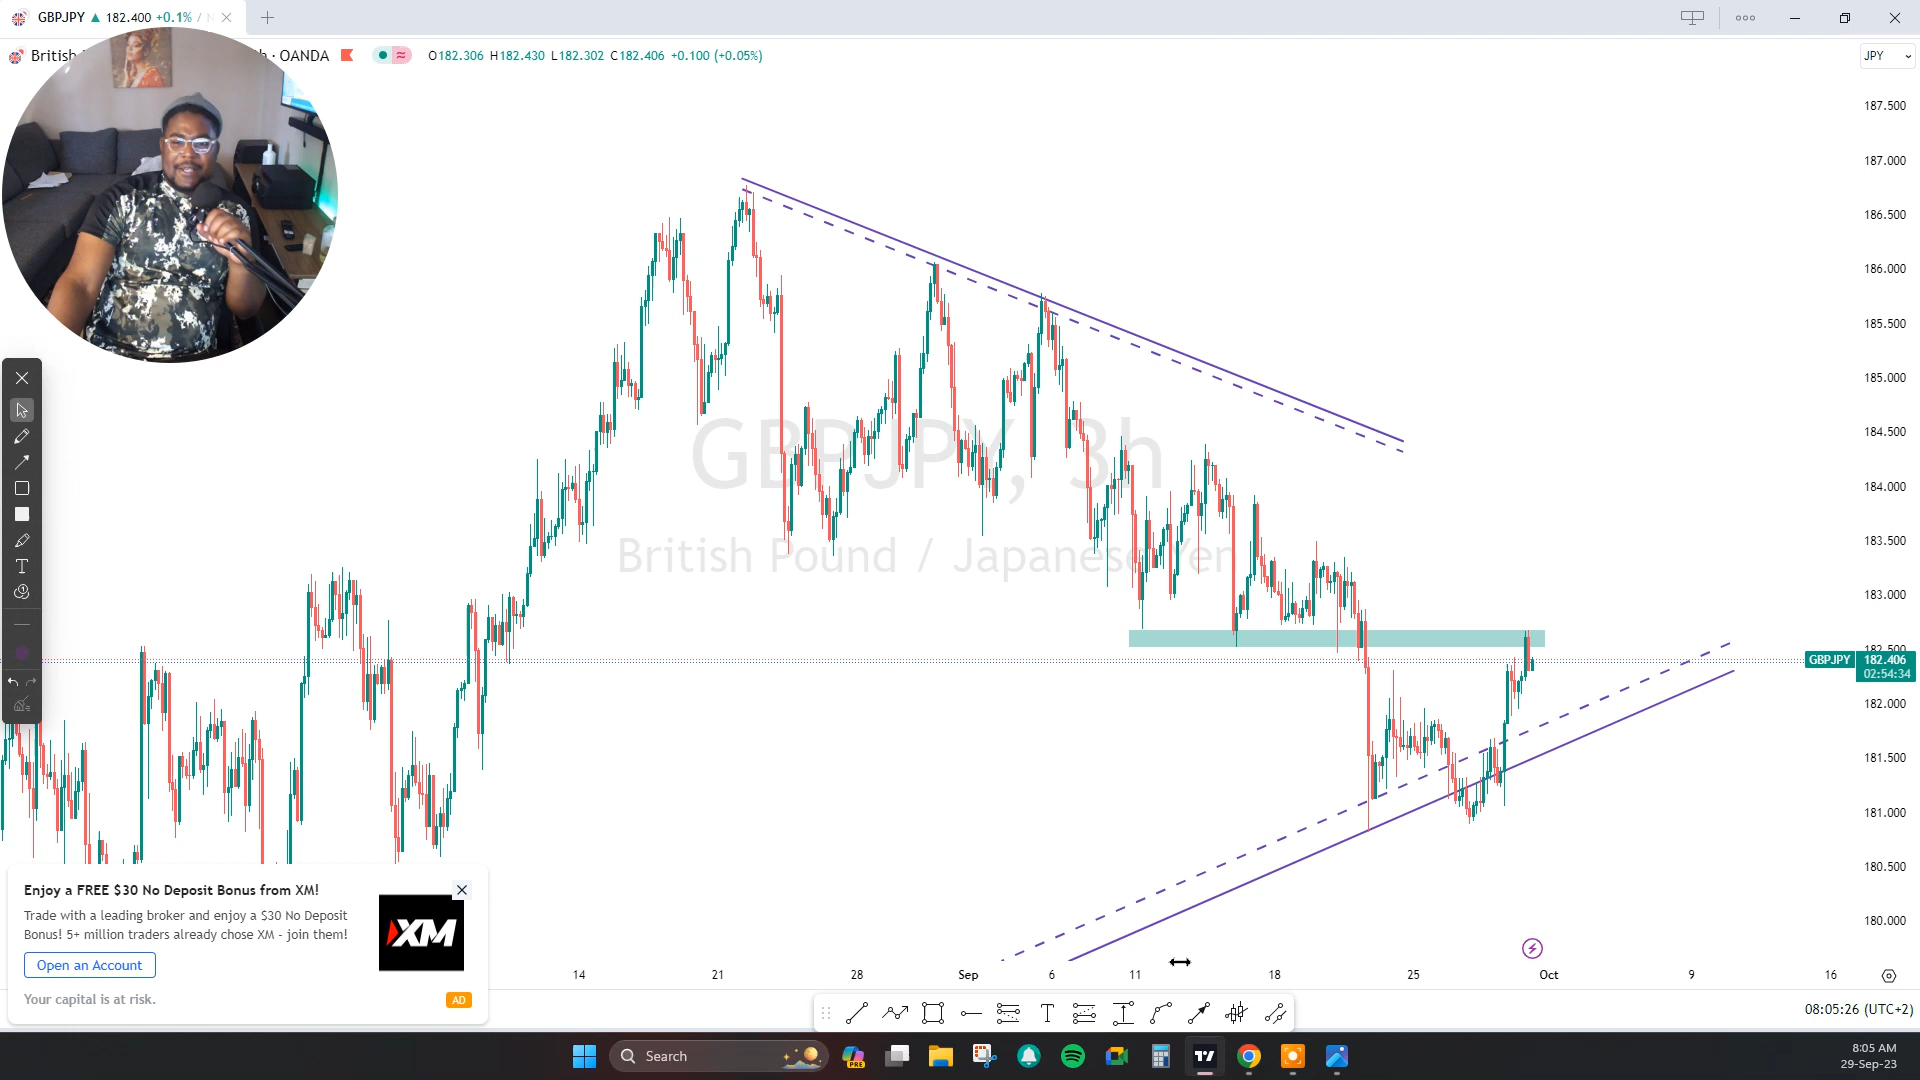 GBPJPY ▲ 182.400 +0.1% /
British
· OANDA
O182.306 H182.430 L182.302 C182.406 +0.100 (+0.05%)
JPY
187.500
187.000
186.500
186.000
185.500
185.000
184.500
184.000
183.500
183.000
182.500
GBPJPY 182.406
02:54:34
182.000
181.500
181.000
180.500
180.000
GBPJPY, 3h
British Pound / Japanese Yen
Enjoy a FREE $30 No Deposit Bonus from XM!
Trade with a leading broker and enjoy a $30 No Deposit
Bonus! 5+ million traders already chose XM - join them!
XM
Open an Account
Your capital is at risk.
AD
14 21 28 Sep 6 11 18 25 Oct 9 16
08:05:26 (UTC+2)
Search
PRE
8:05 AM
29-Sep-23